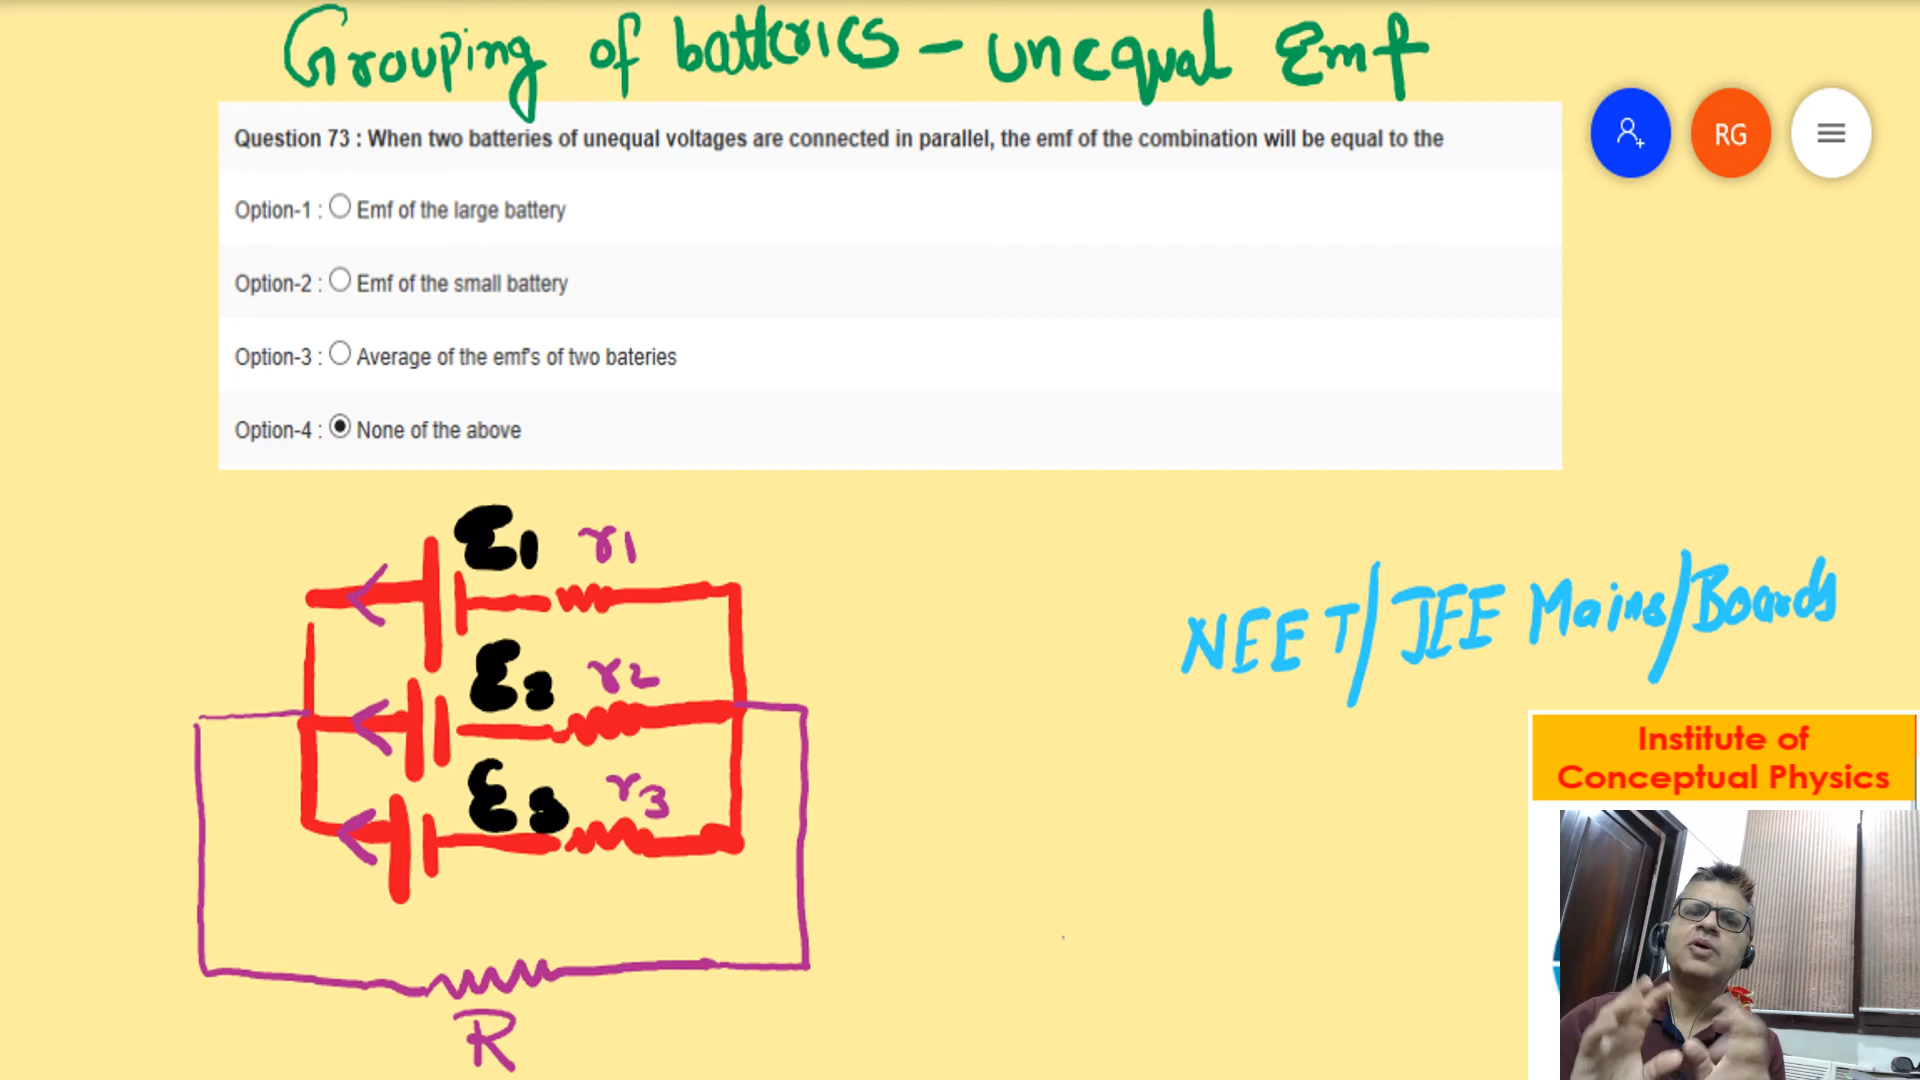 Grouping of batteries - unequal Emf
Question 73 : When two batteries of unequal voltages are connected in parallel, the emf of the combination will be equal to the
RG
Option-1 : Emf of the large battery
Option-2 : Emf of the small battery
Option-3 : Average of the emf's of two bateries
Option-4 : None of the above
ε1 r1
ε2 r2
ε3 r3
R
NEET/JEE Mains/Boards
Institute of
Conceptual Physics